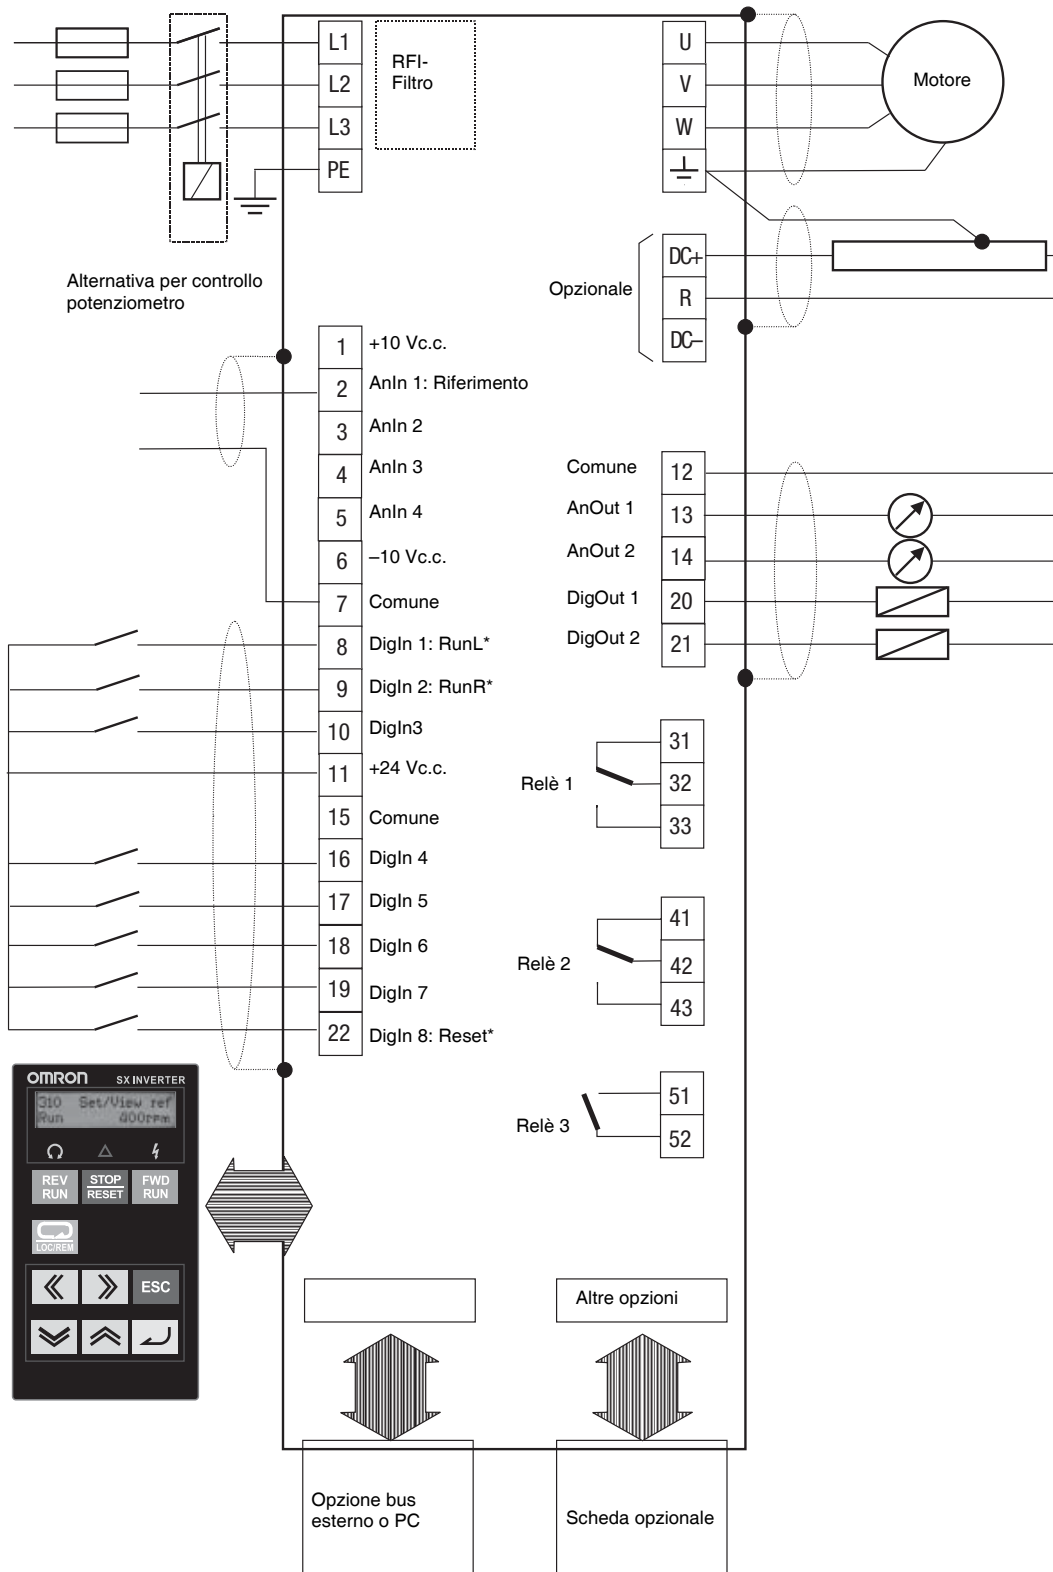 L1
L2
L3
PE
RFI-
Filtro
U
V
W
Motore
Alternativa per controllo
potenziometro
Opzionale
DC+
R
DC–
1 +10 Vc.c.
2 AnIn 1: Riferimento
3 AnIn 2
4 AnIn 3
5 AnIn 4
6 –10 Vc.c.
7 Comune
8 DigIn 1: RunL*
9 DigIn 2: RunR*
10 DigIn3
11 +24 Vc.c.
15 Comune
16 DigIn 4
17 DigIn 5
18 DigIn 6
19 DigIn 7
22 DigIn 8: Reset*
Comune 12
AnOut 1 13
AnOut 2 14
DigOut 1 20
DigOut 2 21
Relè 1
31
32
33
Relè 2
41
42
43
Relè 3
51
52
OMRON SX INVERTER
310 Set/View ref
Run 400rpm
REV RUN
STOP RESET
FWD RUN
LOC/REM
ESC
Altre opzioni
Opzione bus
esterno o PC
Scheda opzionale